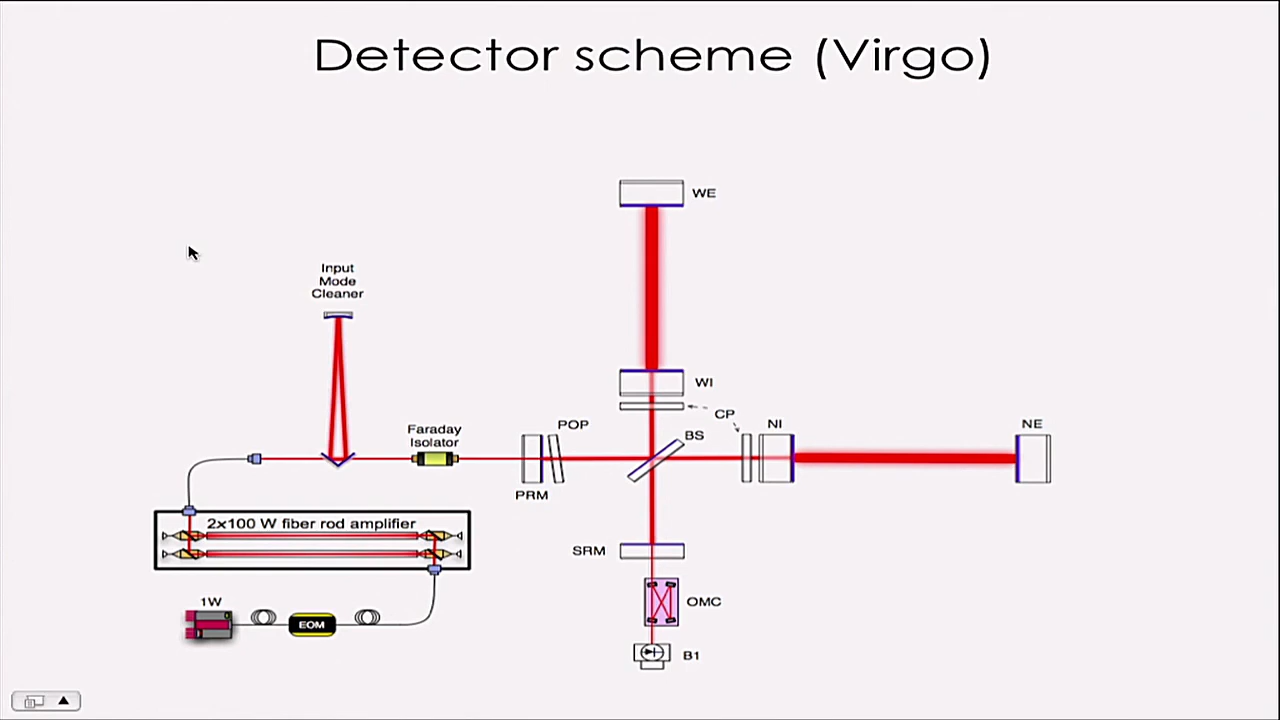 Detector scheme (Virgo)
WE
Input
Mode
Cleaner
WI
CP
Faraday
Isolator
POP
BS
NI
NE
PRM
2x100 W fiber rod amplifier
SRM
1W
EOM
OMC
B1